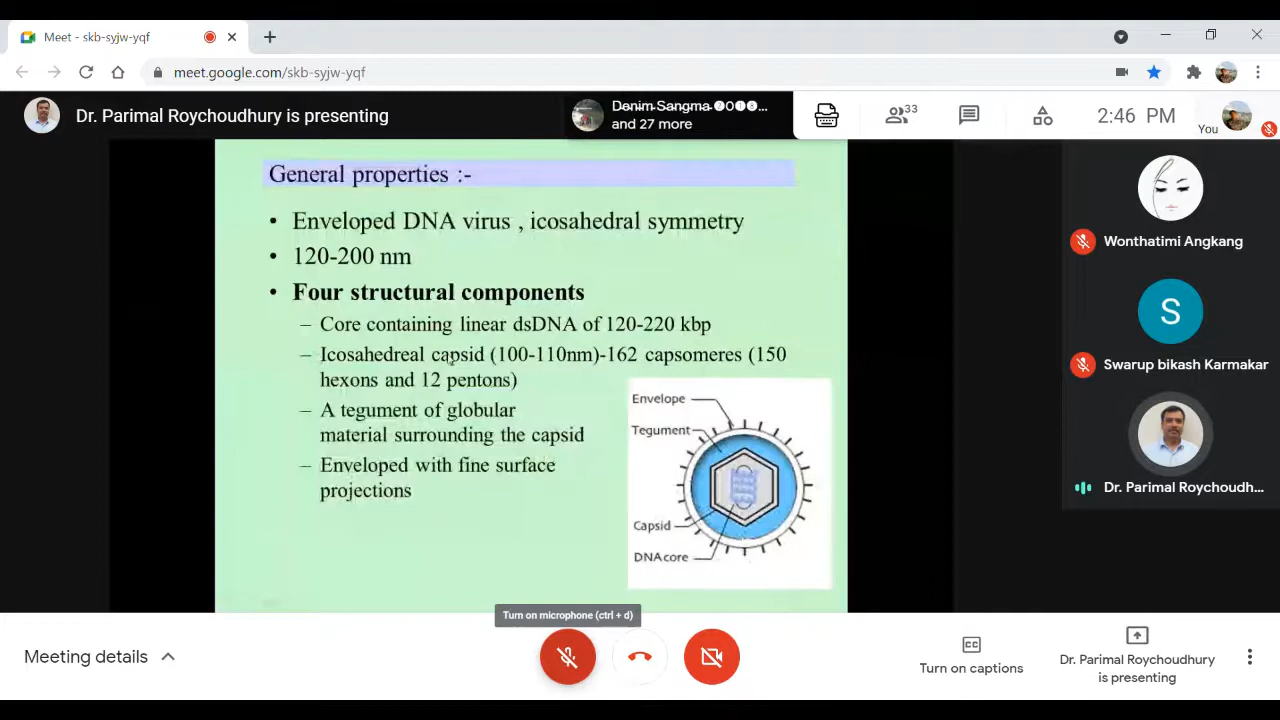 Meet - skb-syjw-yqf
meet.google.com/skb-syjw-yqf
Dr. Parimal Roychoudhury is presenting
Denim Sangma ❷⓿❶❽...
and 27 more
33
2:46 PM
You
General properties :-
• Enveloped DNA virus , icosahedral symmetry
• 120-200 nm
• Four structural components
– Core containing linear dsDNA of 120-220 kbp
– Icosahedreal capsid (100-110nm)-162 capsomeres (150
hexons and 12 pentons)
– A tegument of globular
material surrounding the capsid
– Enveloped with fine surface
projections
Envelope
Tegument
Capsid
DNA core
Wonthatimi Angkang
S
Swarup bikash Karmakar
Dr. Parimal Roychoudh...
Turn on microphone (ctrl + d)
Meeting details
CC
Turn on captions
Dr. Parimal Roychoudhury
is presenting